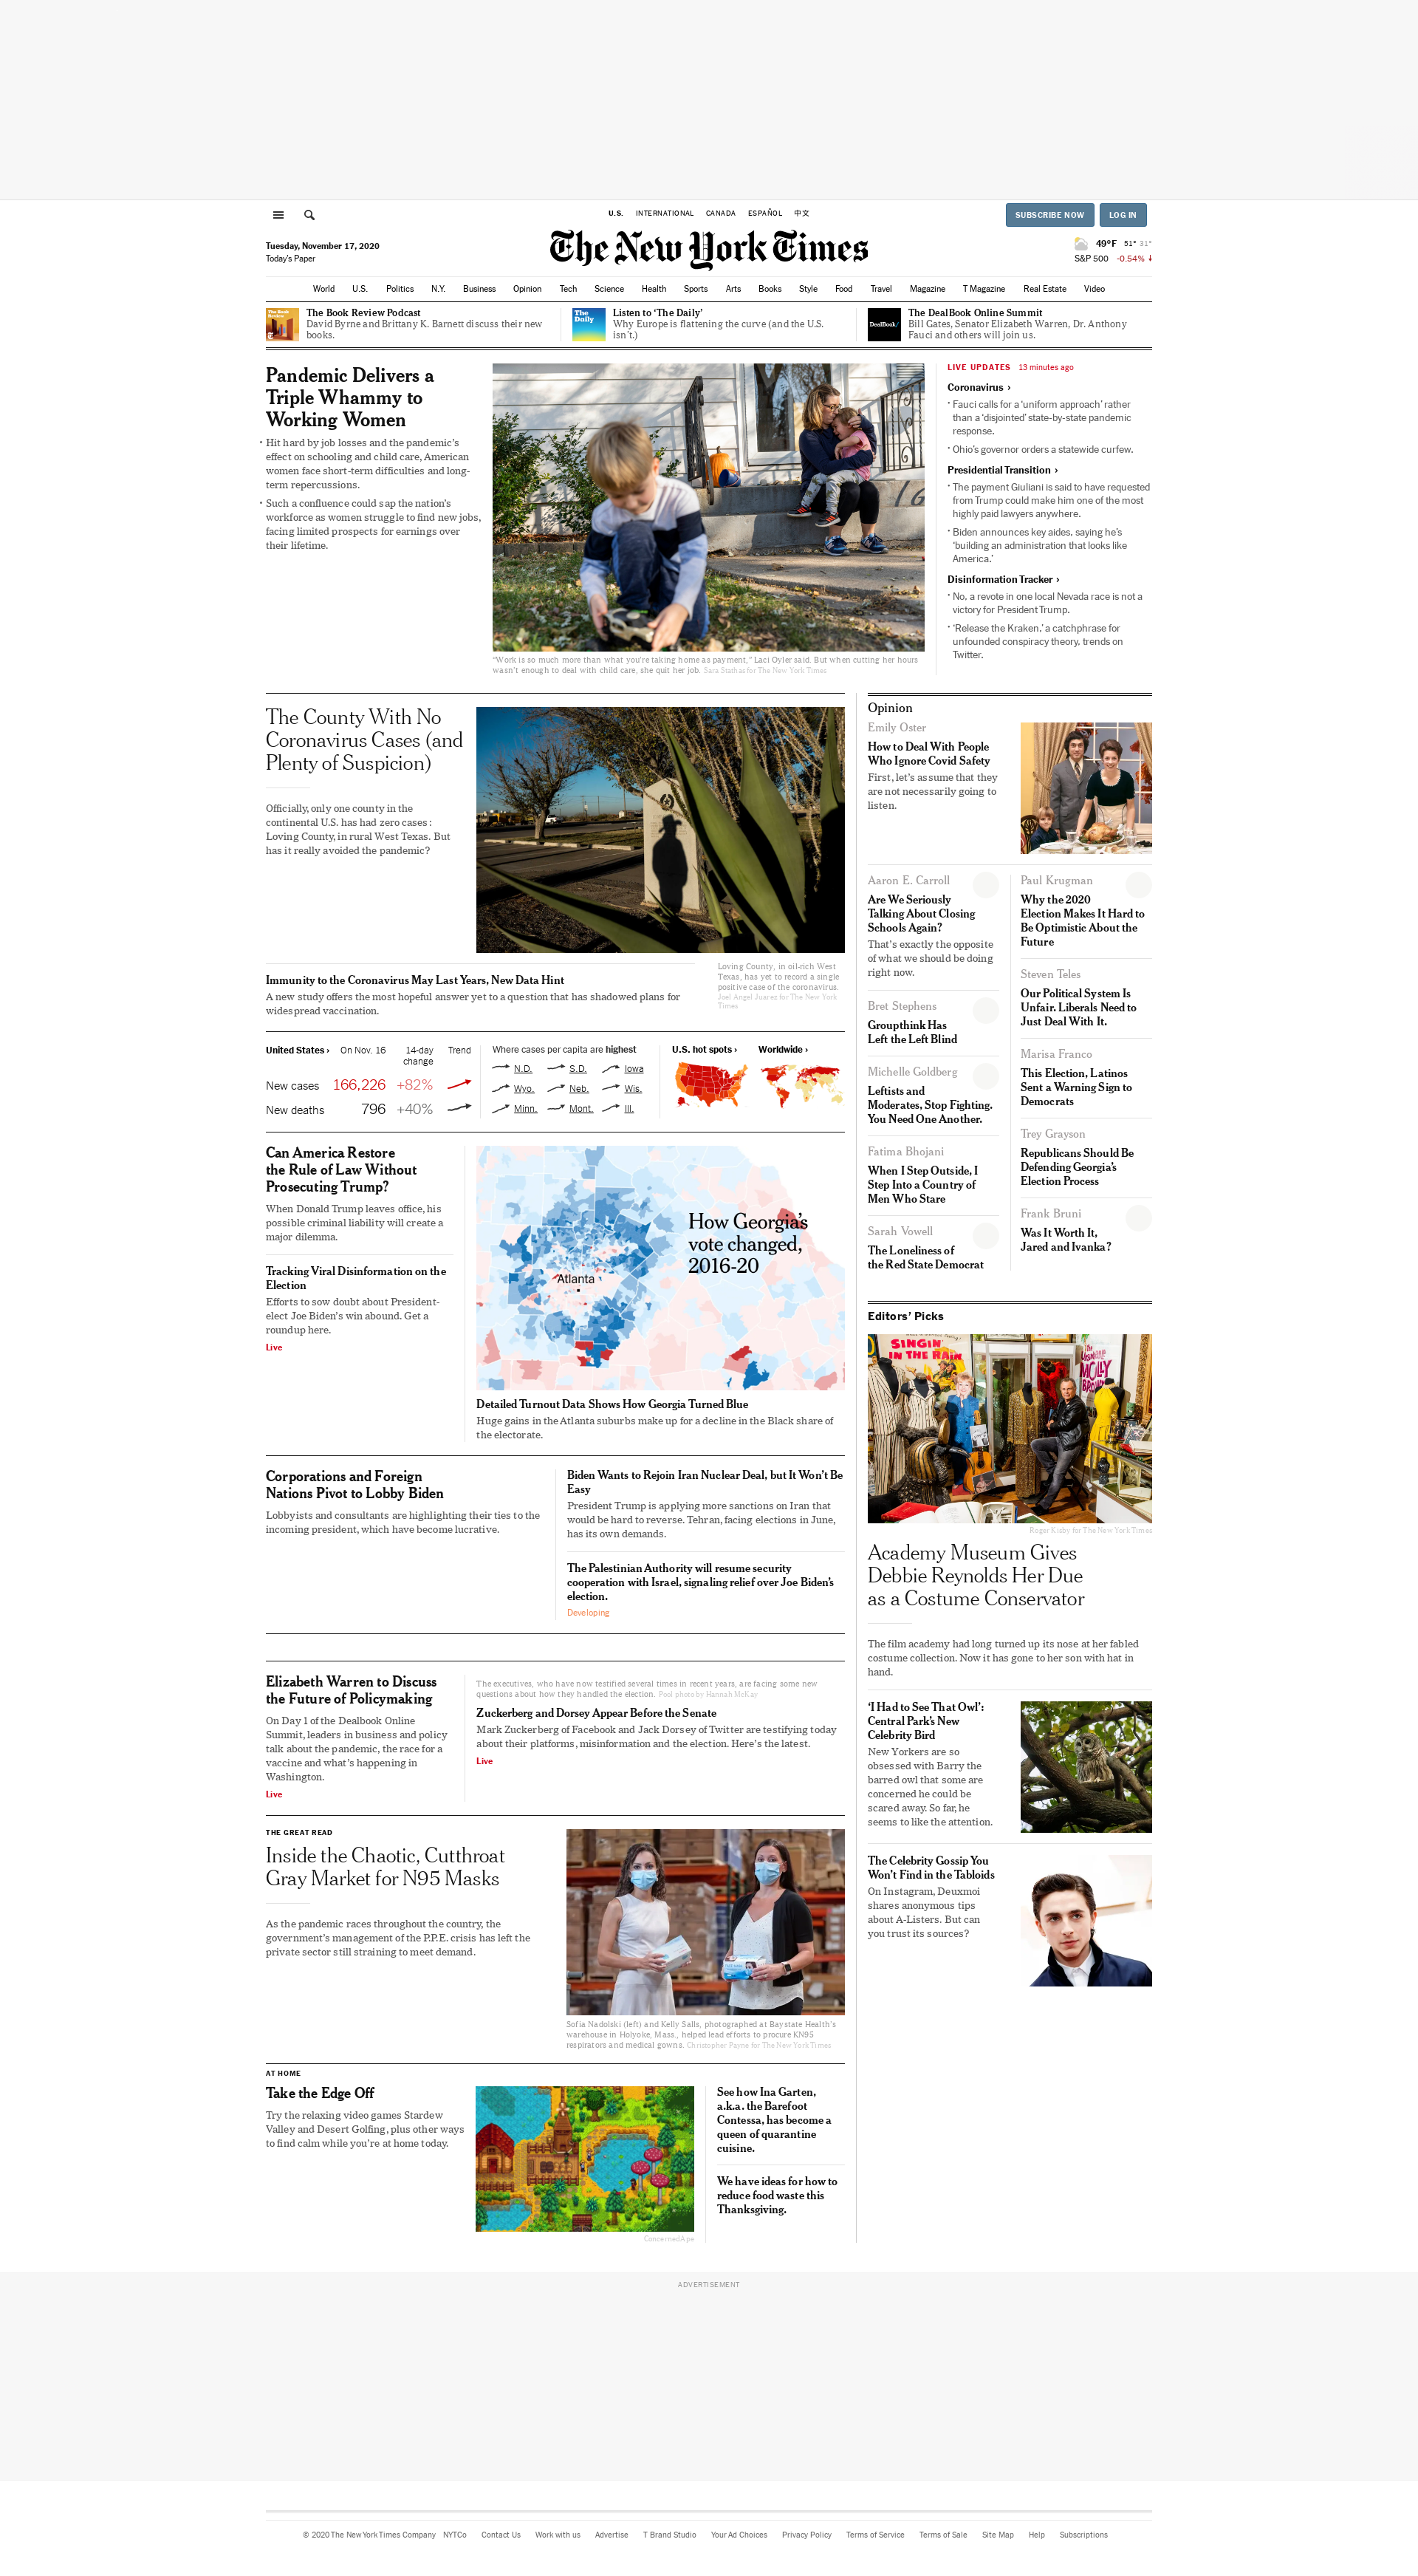 U.S. INTERNATIONAL CANADA ESPAÑOL 中文
SUBSCRIBE NOW
LOG IN
Tuesday, November 17, 2020
Today's Paper
The New York Times
49°F 51° 31°
S&P 500 -0.54%
World U.S. Politics N.Y. Business Opinion Tech Science Health Sports Arts Books Style Food Travel Magazine T Magazine Real Estate Video
The Book Review Podcast
David Byrne and Brittany K. Barnett discuss their new
books.
The Daily
Listen to ‘The Daily’
Why Europe is flattening the curve (and the U.S.
isn’t.)
DealBook/
The DealBook Online Summit
Bill Gates, Senator Elizabeth Warren, Dr. Anthony
Fauci and others will join us.
Pandemic Delivers a
Triple Whammy to
Working Women
Hit hard by job losses and the pandemic’s
effect on schooling and child care, American
women face short-term difficulties and long-
term repercussions.
Such a confluence could sap the nation’s
workforce as women struggle to find new jobs,
facing limited prospects for earnings over
their lifetime.
“Work is so much more than what you’re taking home as payment,” Laci Oyler said. But when cutting her hours
wasn’t enough to deal with child care, she quit her job. Sara Stathas for The New York Times
LIVE UPDATES 13 minutes ago
Coronavirus ›
Fauci calls for a ‘uniform approach’ rather
than a ‘disjointed’ state-by-state pandemic
response.
Ohio’s governor orders a statewide curfew.
Presidential Transition ›
The payment Giuliani is said to have requested
from Trump could make him one of the most
highly paid lawyers anywhere.
Biden announces key aides, saying he’s
‘building an administration that looks like
America.’
Disinformation Tracker ›
No, a revote in one local Nevada race is not a
victory for President Trump.
‘Release the Kraken,’ a catchphrase for
unfounded conspiracy theory, trends on
Twitter.
The County With No
Coronavirus Cases (and
Plenty of Suspicion)
Officially, only one county in the
continental U.S. has had zero cases:
Loving County, in rural West Texas. But
has it really avoided the pandemic?
Loving County, in oil-rich West
Texas, has yet to record a single
positive case of the coronavirus.
Joel Angel Juarez for The New York
Times
Immunity to the Coronavirus May Last Years, New Data Hint
A new study offers the most hopeful answer yet to a question that has shadowed plans for
widespread vaccination.
United States › On Nov. 16 14-day
change Trend
New cases 166,226 +82%
New deaths 796 +40%
Where cases per capita are highest
N.D. S.D. Iowa
Wyo. Neb. Wis.
Minn. Mont. Ill.
U.S. hot spots › Worldwide ›
Can America Restore
the Rule of Law Without
Prosecuting Trump?
When Donald Trump leaves office, his
possible criminal liability will create a
major dilemma.
Tracking Viral Disinformation on the
Election
Efforts to sow doubt about President-
elect Joe Biden’s win abound. Get a
roundup here.
Live
How Georgia’s
vote changed,
2016-20
Atlanta
Detailed Turnout Data Shows How Georgia Turned Blue
Huge gains in the Atlanta suburbs make up for a decline in the Black share of
the electorate.
Corporations and Foreign
Nations Pivot to Lobby Biden
Lobbyists and consultants are highlighting their ties to the
incoming president, which have become lucrative.
Biden Wants to Rejoin Iran Nuclear Deal, but It Won’t Be
Easy
President Trump is applying more sanctions on Iran that
would be hard to reverse. Tehran, facing elections in June,
has its own demands.
The Palestinian Authority will resume security
cooperation with Israel, signaling relief over Joe Biden’s
election.
Developing
Elizabeth Warren to Discuss
the Future of Policymaking
On Day 1 of the Dealbook Online
Summit, leaders in business and policy
talk about the pandemic, the race for a
vaccine and what’s happening in
Washington.
Live
The executives, who have now testified several times in recent years, are facing some new
questions about how they handled the election. Pool photo by Hannah McKay
Zuckerberg and Dorsey Appear Before the Senate
Mark Zuckerberg of Facebook and Jack Dorsey of Twitter are testifying today
about their platforms, misinformation and the election. Here’s the latest.
Live
THE GREAT READ
Inside the Chaotic, Cutthroat
Gray Market for N95 Masks
As the pandemic races throughout the country, the
government’s management of the P.P.E. crisis has left the
private sector still straining to meet demand.
Sofia Nadolski (left) and Kelly Salls, photographed at Baystate Health’s
warehouse in Holyoke, Mass., helped lead efforts to procure KN95
respirators and medical gowns. Christopher Payne for The New York Times
AT HOME
Take the Edge Off
Try the relaxing video games Stardew
Valley and Desert Golfing, plus other ways
to find calm while you’re at home today.
ConcernedApe
See how Ina Garten,
a.k.a. the Barefoot
Contessa, has become a
queen of quarantine
cuisine.
We have ideas for how to
reduce food waste this
Thanksgiving.
Opinion
Emily Oster
How to Deal With People
Who Ignore Covid Safety
First, let’s assume that they
are not necessarily going to
listen.
Aaron E. Carroll
Are We Seriously
Talking About Closing
Schools Again?
That’s exactly the opposite
of what we should be doing
right now.
Bret Stephens
Groupthink Has
Left the Left Blind
Michelle Goldberg
Leftists and
Moderates, Stop Fighting.
You Need One Another.
Fatima Bhojani
When I Step Outside, I
Step Into a Country of
Men Who Stare
Sarah Vowell
The Loneliness of
the Red State Democrat
Paul Krugman
Why the 2020
Election Makes It Hard to
Be Optimistic About the
Future
Steven Teles
Our Political System Is
Unfair. Liberals Need to
Just Deal With It.
Marisa Franco
This Election, Latinos
Sent a Warning Sign to
Democrats
Trey Grayson
Republicans Should Be
Defending Georgia’s
Election Process
Frank Bruni
Was It Worth It,
Jared and Ivanka?
Editors’ Picks
SINGIN’
IN THE RAIN
MOLLY
BROWN
Roger Kisby for The New York Times
Academy Museum Gives
Debbie Reynolds Her Due
as a Costume Conservator
The film academy had long turned up its nose at her fabled
costume collection. Now it has gone to her son with hat in
hand.
‘I Had to See That Owl’:
Central Park’s New
Celebrity Bird
New Yorkers are so
obsessed with Barry the
barred owl that some are
concerned he could be
scared away. So far, he
seems to like the attention.
The Celebrity Gossip You
Won’t Find in the Tabloids
On Instagram, Deuxmoi
shares anonymous tips
about A-Listers. But can
you trust its sources?
ADVERTISEMENT
© 2020 The New York Times Company NYTCo Contact Us Work with us Advertise T Brand Studio Your Ad Choices Privacy Policy Terms of Service Terms of Sale Site Map Help Subscriptions